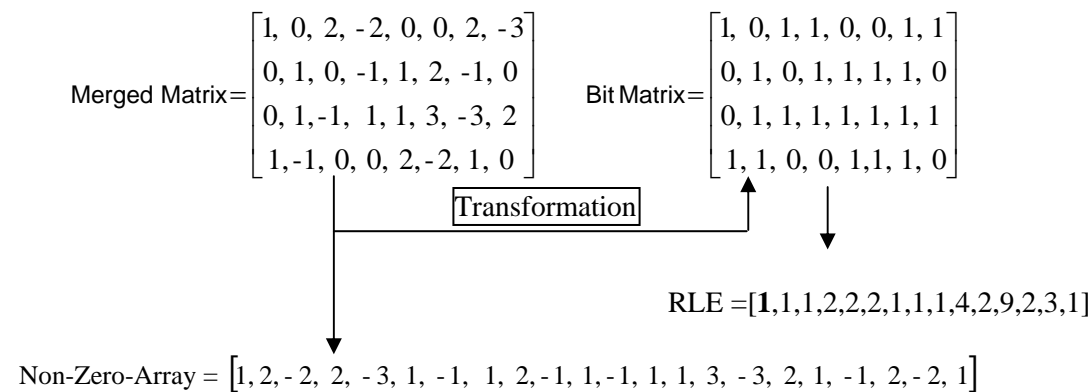 Merged Matrix=
1, 0, 2, -2, 0, 0, 2, -3
0, 1, 0, -1, 1, 2, -1, 0
0, 1,-1, 1, 1, 3, -3, 2
1,-1, 0, 0, 2,-2, 1, 0
Bit Matrix=
1, 0, 1, 1, 0, 0, 1, 1
0, 1, 0, 1, 1, 1, 1, 0
0, 1, 1, 1, 1, 1, 1, 1
1, 1, 0, 0, 1,1, 1, 0
Transformation
RLE =[1,1,1,2,2,2,1,1,1,4,2,9,2,3,1]
Non-Zero-Array = [1, 2, - 2, 2, - 3, 1, -1, 1, 2,-1, 1,-1, 1, 1, 3, -3, 2, 1, -1, 2,- 2, 1]